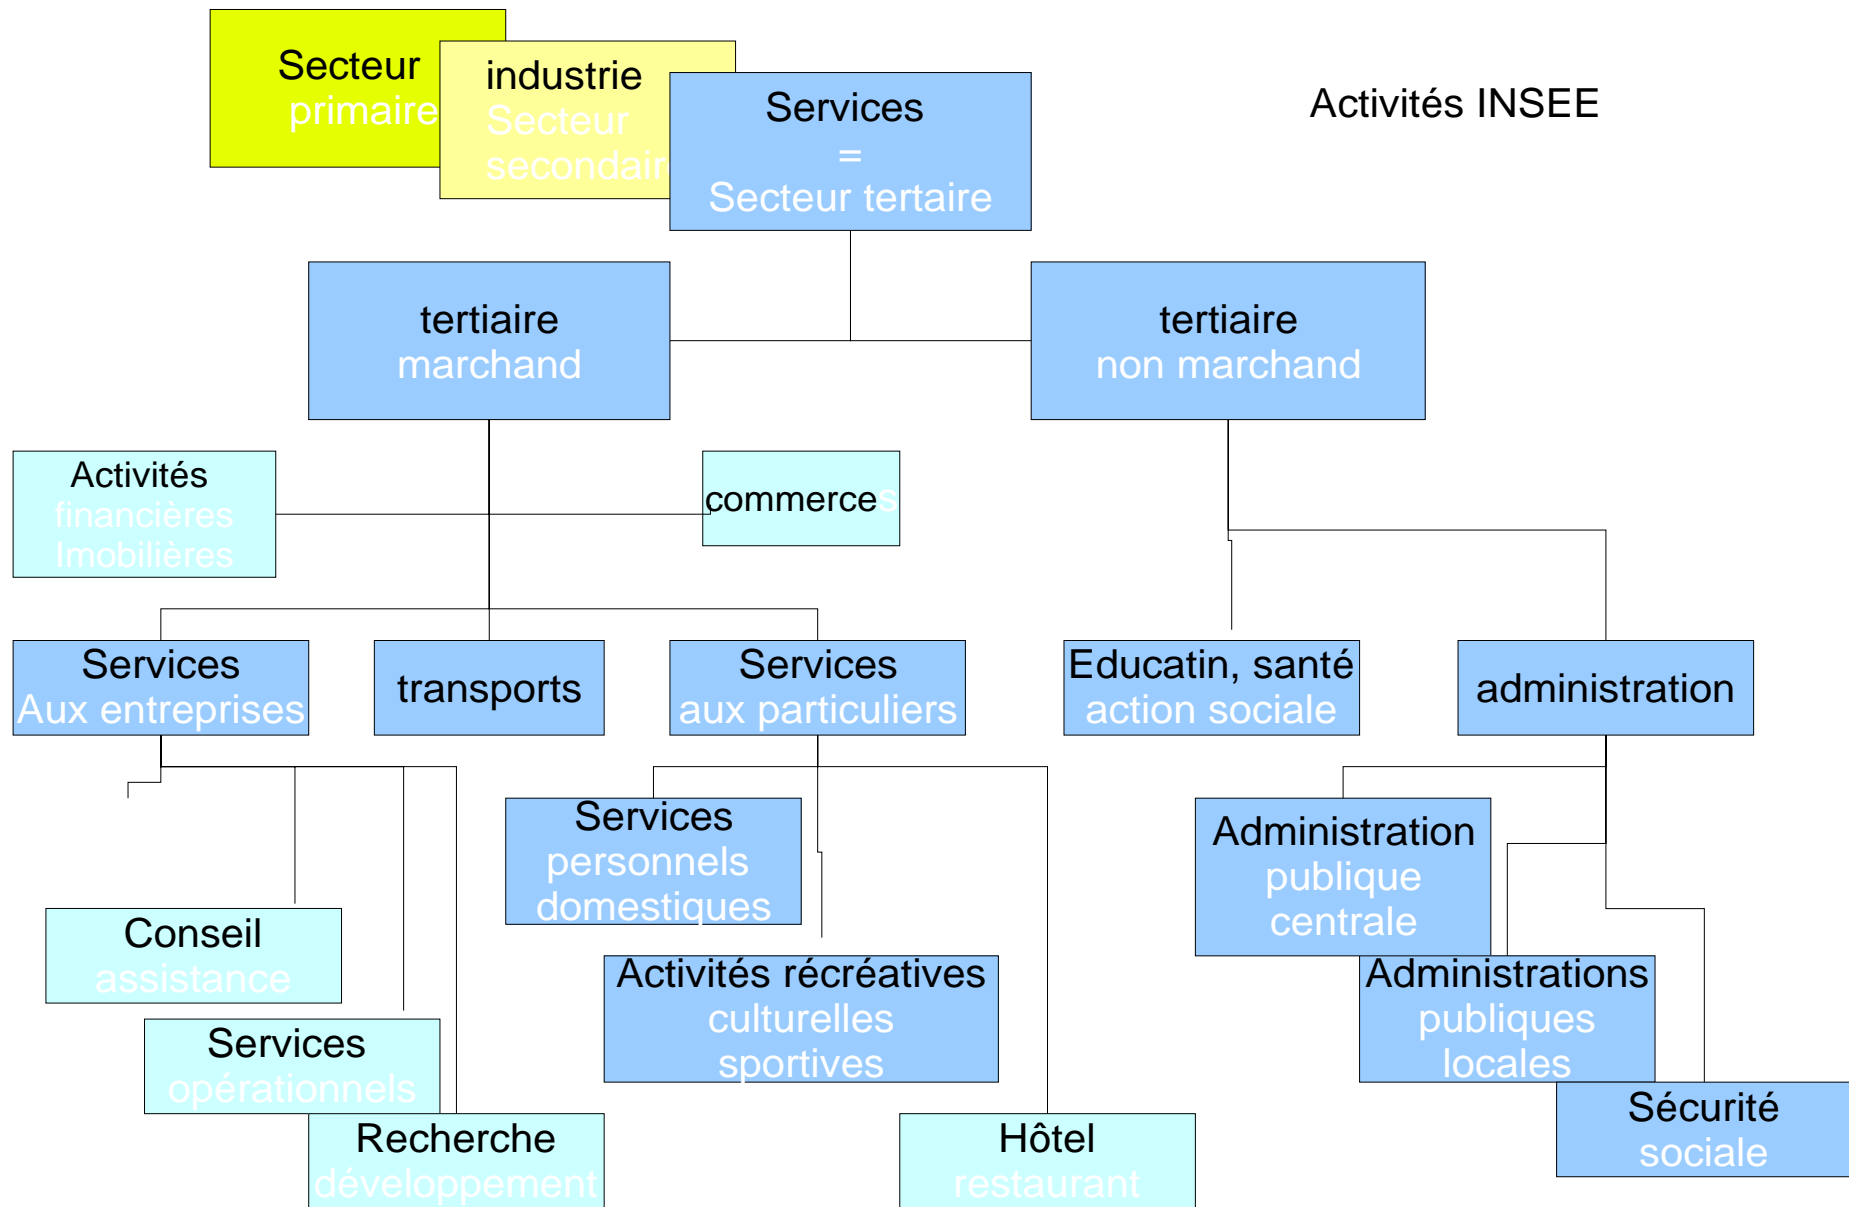 Secteur
primaire
industrie
Secteur
secondaire
Services
=
Secteur tertaire
Activités INSEE
tertiaire
marchand
tertiaire
non marchand
Activités
financières
Imobilières
commerces
Services
Aux entreprises
transports
Services
aux particuliers
Educatin, santé
action sociale
administration
Services
personnels
domestiques
Administration
publique
centrale
Conseil
assistance
Activités récréatives
culturelles
sportives
Administrations
publiques
locales
Services
opérationnels
Recherche
développement
Hôtel
restaurant
Sécurité
sociale